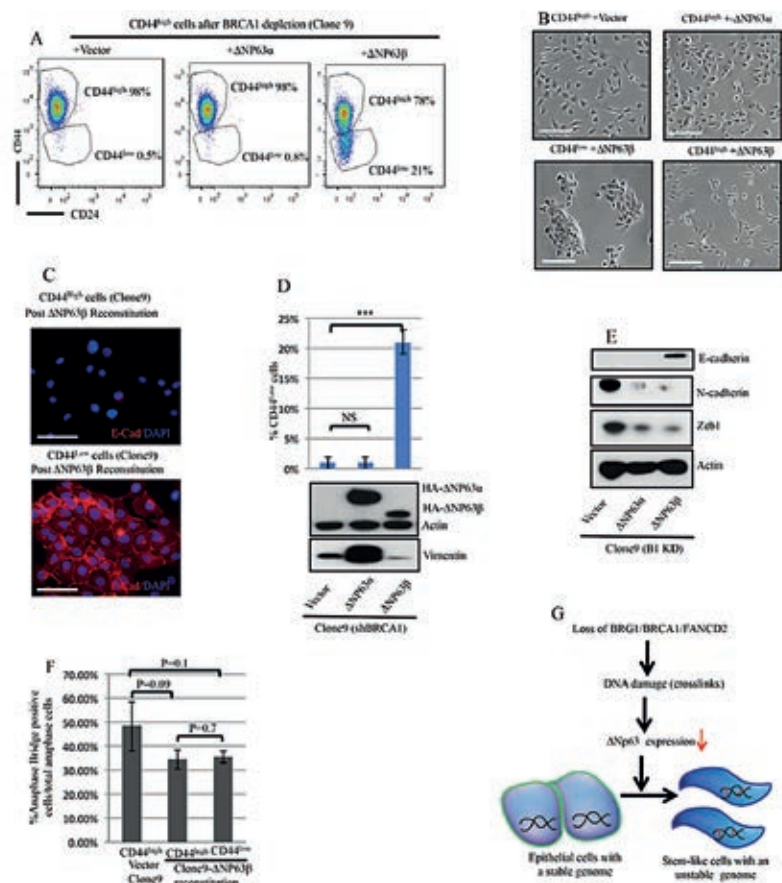 A
CD44high cells after BRCA1 depletion (Clone 9)
+Vector
+ΔNP63α
+ΔNP63β
CD44high 98%
CD44low 0.5%
CD44high 98%
CD44low 0.8%
CD44high 78%
CD44low 21%
CD44
CD24
B
CD44high +Vector
CD44high +-ΔNP63α
CD44low +ΔNP63β
CD44high +ΔNP63β
C
CD44High cells (Clone9)
Post ΔNP63β Reconstitution
E-Cad/DAPI
CD44Low cells (Clone9)
Post ΔNP63β Reconstitution
E-Cad/DAPI
D
% CD44Low cells
25%
20%
15%
10%
5%
0%
***
NS
HA-ΔNP63α
HA-ΔNP63β
Actin
Vimentin
Vector
ΔNP63α
ΔNP63β
Clone9 (shBRCA1)
E
E-cadherin
N-cadherin
Zeb1
Actin
Vector
ΔNP63α
ΔNP63β
Clone9 (B1 KD)
F
%Anaphase Bridge positive
cells/total anaphase cells
70.00%
60.00%
50.00%
40.00%
30.00%
20.00%
10.00%
0.00%
P=0.1
P=0.09
P=0.7
CD44high
Vector
Clone9
CD44high
CD44low
Clone9-ΔNP63β
reconstitution
G
Loss of BRG1/BRCA1/FANCD2
DNA damage (crosslinks)
ΔNp63 expression
Epithelial cells with
a stable genome
Stem-like cells with an
unstable genome